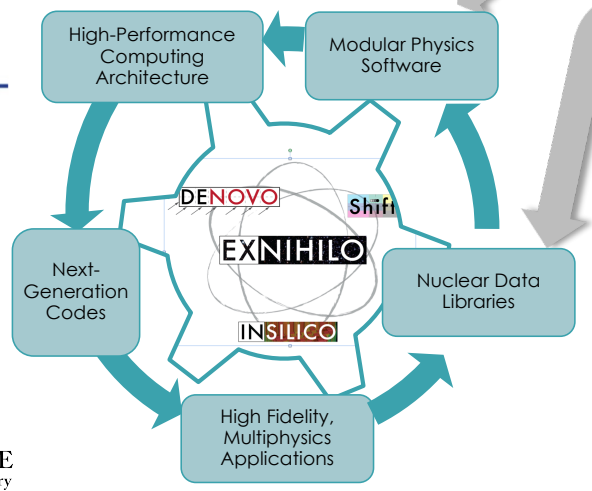 High-Performance
Computing
Architecture
Modular Physics
Software
DENOVO
Shift
EXNIHILO
Next-
Generation
Codes
Nuclear Data
Libraries
INSILICO
High Fidelity,
Multiphysics
Applications
E
ry